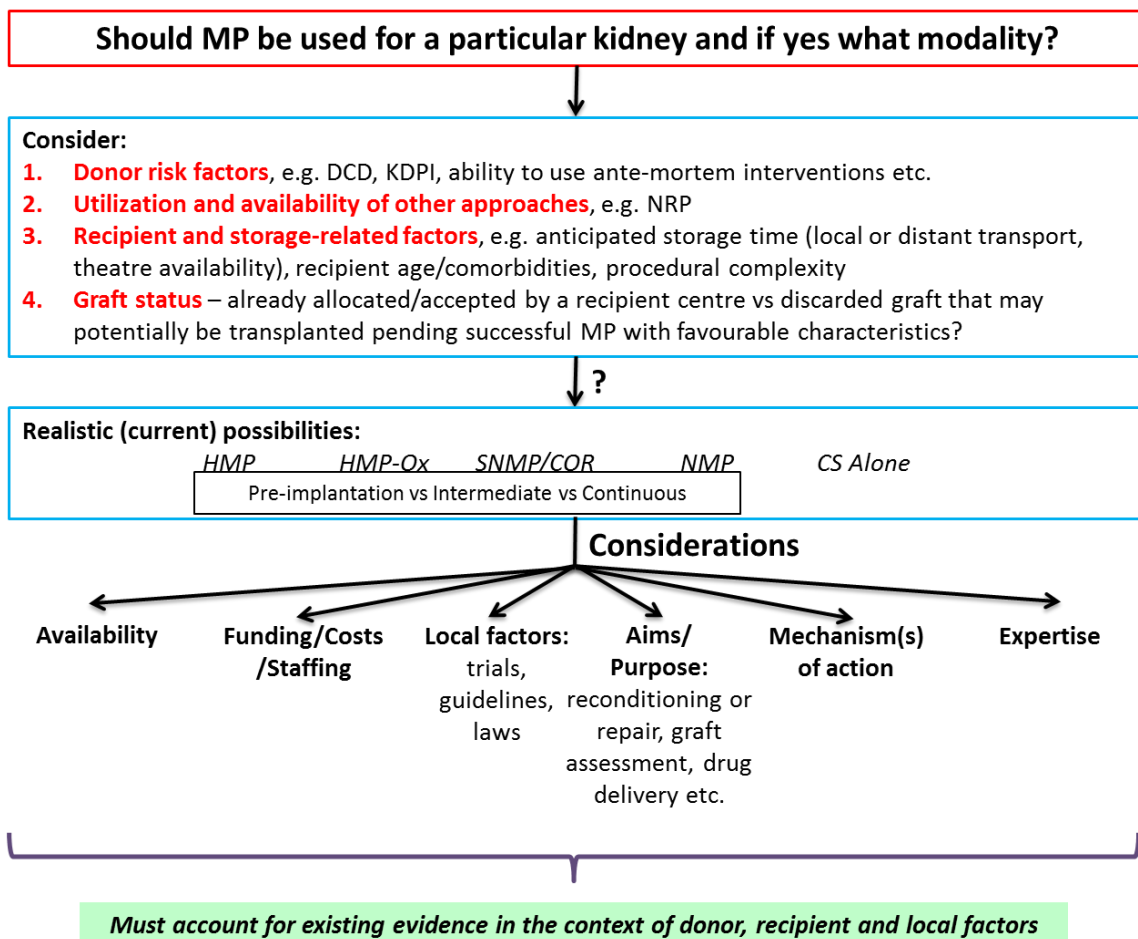 Should MP be used for a particular kidney and if yes what modality?
Consider:
1. Donor risk factors, e.g. DCD, KDPI, ability to use ante-mortem interventions etc.
2. Utilization and availability of other approaches, e.g. NRP
3. Recipient and storage-related factors, e.g. anticipated storage time (local or distant transport,
theatre availability), recipient age/comorbidities, procedural complexity
4. Graft status – already allocated/accepted by a recipient centre vs discarded graft that may
potentially be transplanted pending successful MP with favourable characteristics?
?
Realistic (current) possibilities:
HMP HMP-Ox SNMP/COR NMP CS Alone
Pre-implantation vs Intermediate vs Continuous
Considerations
Availability
Funding/Costs
/Staffing
Local factors:
trials,
guidelines,
laws
Aims/
Purpose:
reconditioning or
repair, graft
assessment, drug
delivery etc.
Mechanism(s)
of action
Expertise
Must account for existing evidence in the context of donor, recipient and local factors